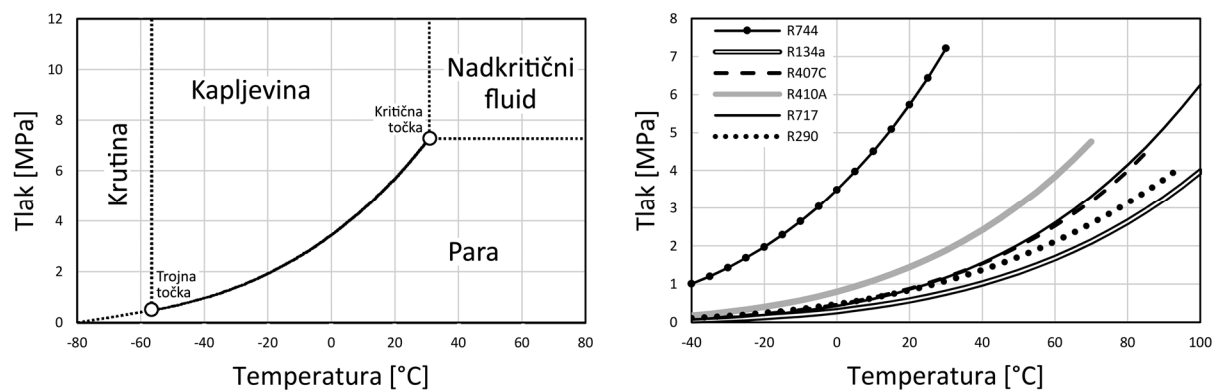 12
10
8
6
4
2
0
-80
-60
-40
-20
0
20
40
60
80
Tlak [MPa]
Temperatura [°C]
Krutina
Kapljevina
Nadkritični
fluid
Kritična
točka
Trojna
točka
Para
8
7
6
5
4
3
2
1
0
-40
-20
0
20
40
60
80
100
Tlak [MPa]
Temperatura [°C]
R744
R134a
R407C
R410A
R717
R290